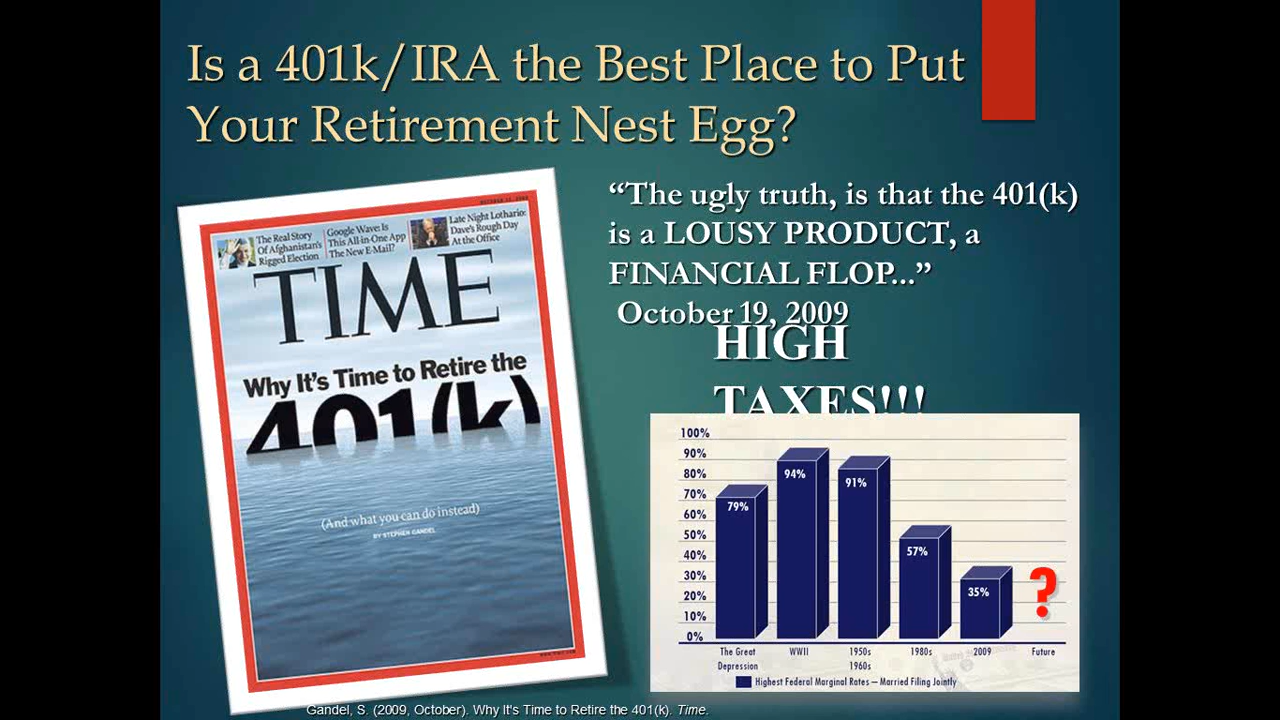 Is a 401k/IRA the Best Place to Put
Your Retirement Nest Egg?
“The ugly truth, is that the 401(k)
is a LOUSY PRODUCT, a
FINANCIAL FLOP...”
October 19, 2009
HIGH
TAXES!!!
The Real Story
Of Afghanistan's
Rigged Election
Google Wave: Is
This All-in-One App
The New E-Mail?
Late Night Lothario:
Dave's Rough Day
At the Office
TIME
Why It's Time to Retire the
401(k)
(And what you can do instead)
BY STEPHEN GANDEL
100%
90%
80%
70%
60%
50%
40%
30%
20%
10%
0%
79%
94%
91%
57%
35%
?
The Great
Depression
WWII
1950s
1960s
1980s
2009
Future
Highest Federal Marginal Rates — Married Filing Jointly
Gandel, S. (2009, October). Why It's Time to Retire the 401(k). Time.